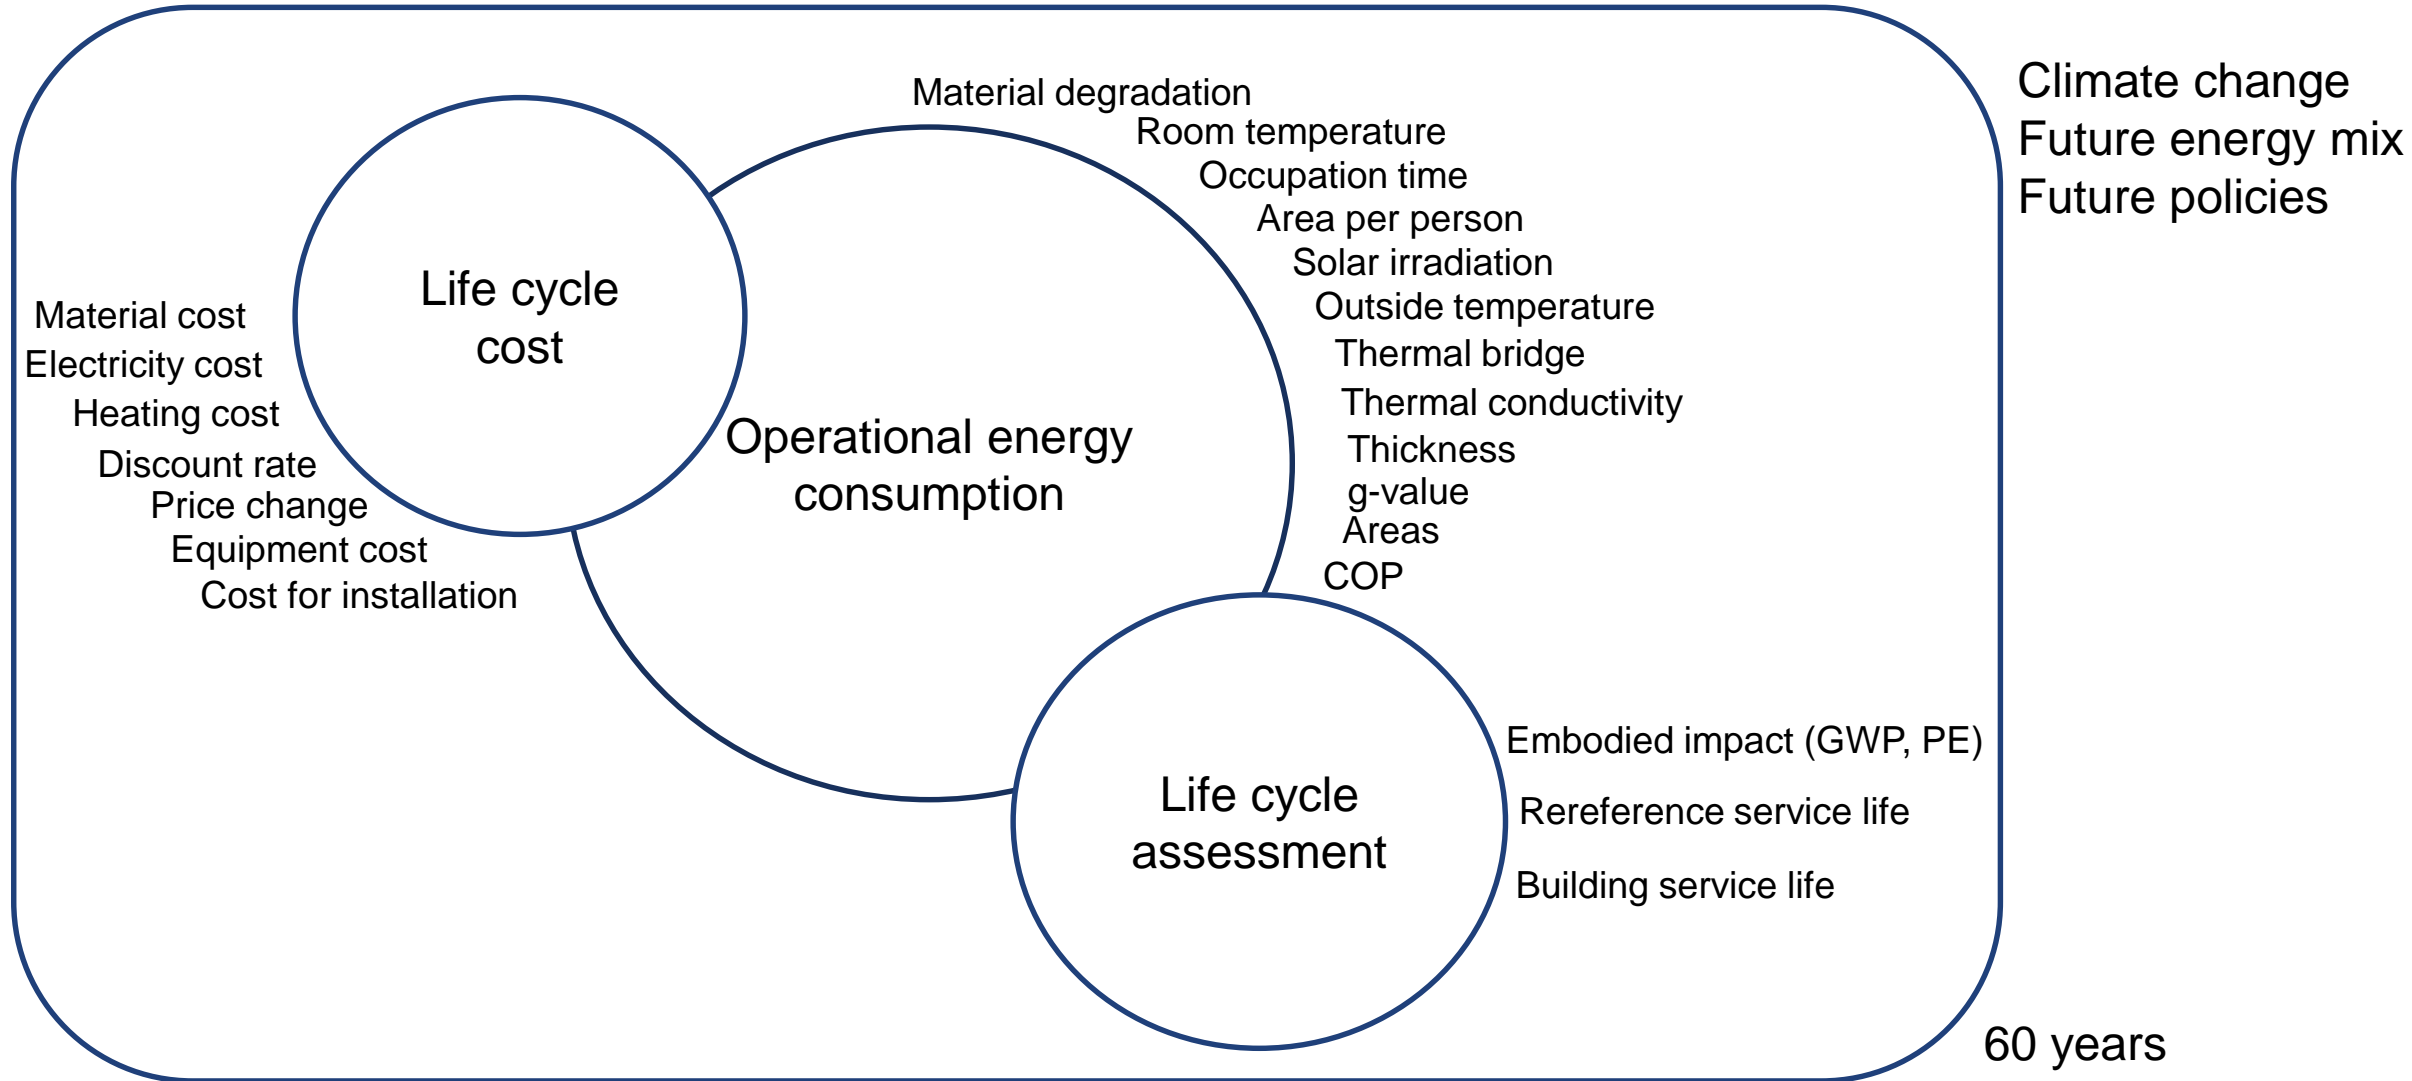 Climate change
Future energy mix
Future policies
Material degradation
Room temperature
Occupation time
Area per person
Solar irradiation
Outside temperature
Thermal bridge
Thermal conductivity
Thickness
g-value
Areas
COP
Life cycle
cost
Material cost
Electricity cost
Heating cost
Discount rate
Price change
Equipment cost
Cost for installation
Operational energy
consumption
Life cycle
assessment
Embodied impact (GWP, PE)
Rereference service life
Building service life
60 years